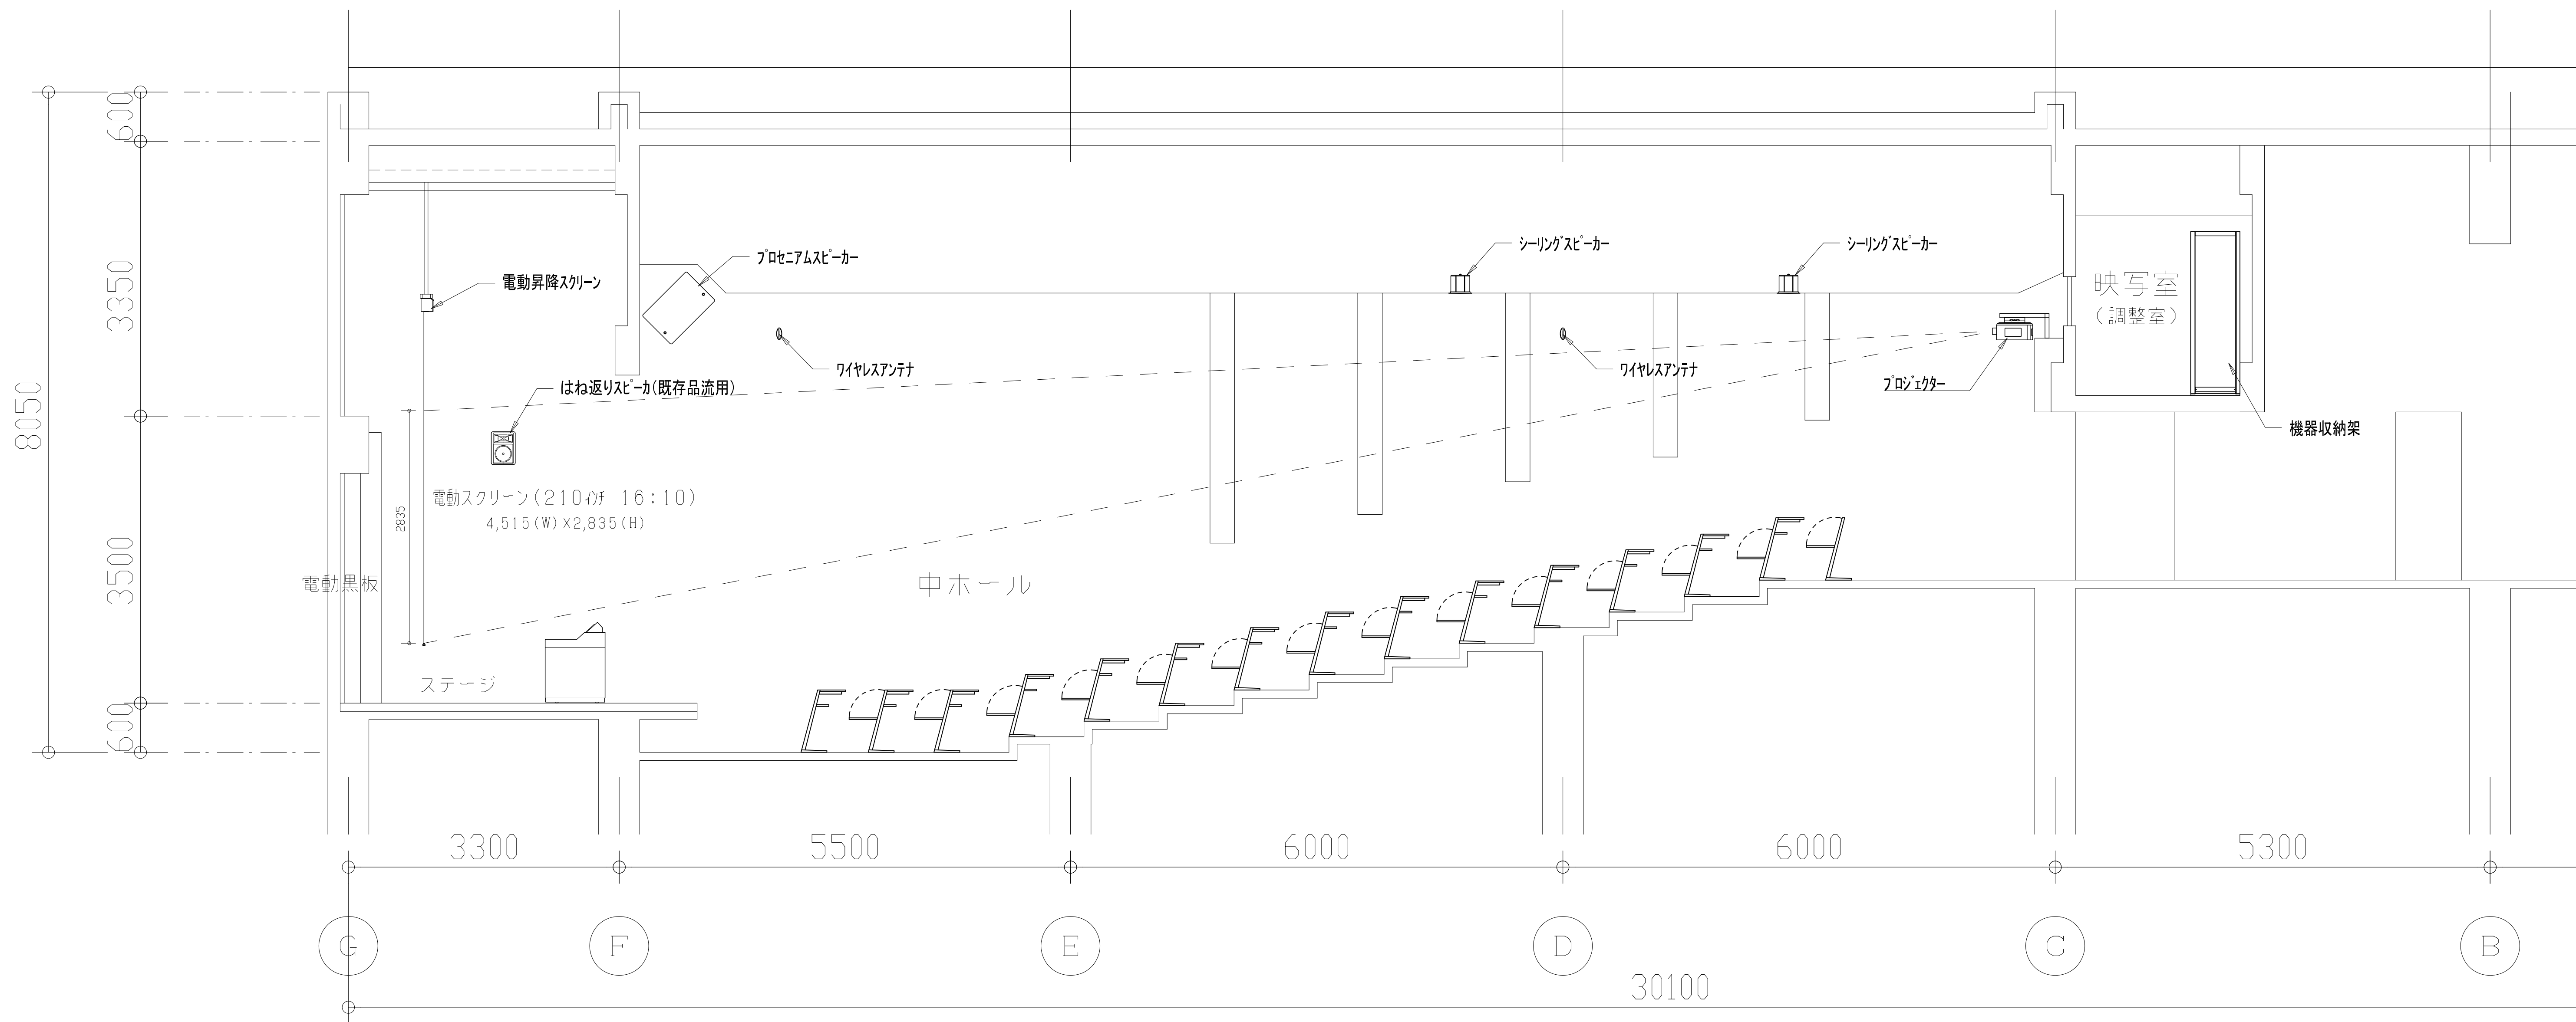 600
3350
8050
3500
600
プロセニアムスピーカー
シーリングスピーカー
シーリングスピーカー
電動昇降スクリーン
映写室
(調整室)
ワイヤレスアンテナ
ワイヤレスアンテナ
プロジェクター
はね返りスピーカ(既存品流用)
機器収納架
電動スクリーン(210インチ 16:10)
4,515(W)×2,835(H)
2835
電動黒板
中ホール
ステージ
3300
5500
6000
6000
5300
G
F
E
D
C
B
30100